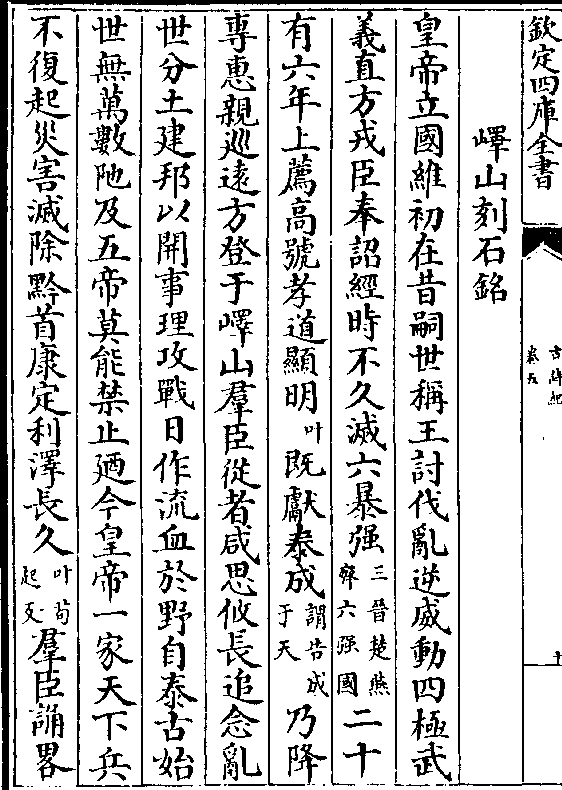 欽定四庫全書
嶧山刻石銘
皇帝立國維初在昔嗣世稱王討伐亂逆威動四極武
義直方戎臣奉詔經時不久滅六暴强三晉楚燕齊六强國二十
有六年上薦高號孝道顯明叶既獻泰成謂告成于天乃降
專惠親巡遠方登于嶧山羣臣從者咸思攸長追念亂
世分土建邦以開事理攻戰日作流血於野自泰古始
世無萬數阤及五帝莫能禁止廼今皇帝一家天下兵
不復起災害滅除黔首康定利澤長久叶苟起反羣臣誦畧